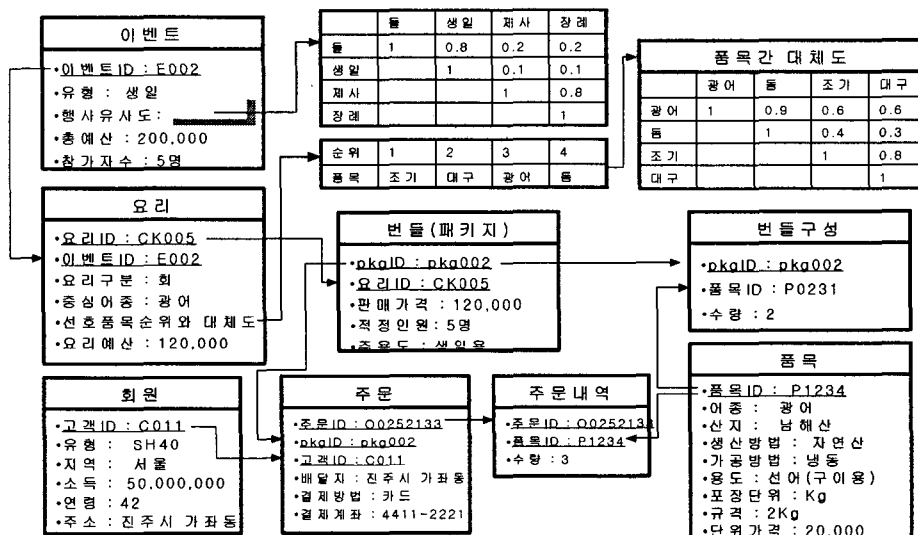 이벤트
•이벤트ID : E002
•유형 : 생일
•행사유사도:
•총예산 : 200,000
•참가자수 : 5명
돌 생일 제사 장례
돌 1 0.8 0.2 0.2
생일 1 0.1 0.1
제사 1 0.8
장례 1
순위 1 2 3 4
품목 조기 대구 광어 돔
품목간 대체도
광어 돔 조기 대구
광어 1 0.9 0.6 0.6
돔 1 0.4 0.3
조기 1 0.8
대구 1
요리
•요리ID : CK005
•이벤트ID : E002
•요리구분 : 회
•중심어종 : 광어
•선호품목순위와 대체도
•요리예산 : 120,000
번들(패키지)
•pkgID : pkg002
•요리ID : CK005
•판매가격 : 120,000
•적정인원 : 5명
•주용도 : 생일용
번들구성
•pkgID : pkg002
•품목ID : P0231
•수량 : 2
회원
•고객ID : C011
•유형 : SH40
•지역 : 서울
•소득 : 50,000,000
•연령 : 42
•주소 : 진주시 가좌동
주문
•주문ID : O0252133
•pkgID : pkg002
•고객ID : C011
•배달지 : 진주시 가좌동
•결제방법 : 카드
•결제계좌 : 4411-2221
주문내역
•주문ID : O0252133
•품목ID : P1234
•수량 : 3
품목
•품목ID : P1234
•어종 : 광어
•산지 : 남해산
•생산방법 : 자연산
•가공방법 : 냉동
•용도 : 선어(구이용)
•포장단위 : Kg
•규격 : 2Kg
•단위가격 : 20,000